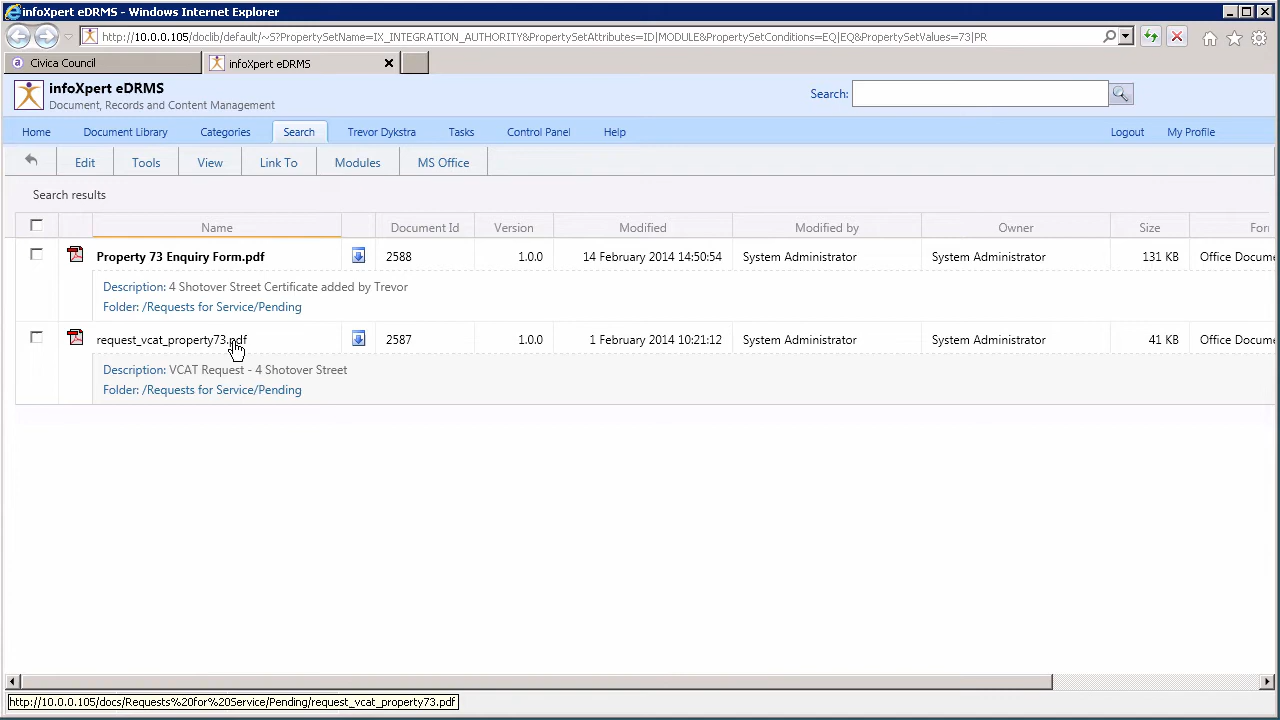 infoXpert eDRMS - Windows Internet Explorer
http://10.0.0.105/doclib/default/~S?PropertySetName=IX_INTEGRATION_AUTHORITY&PropertySetAttributes=ID|MODULE&PropertySetConditions=EQ|EQ&PropertySetValues=73|PR
Civica Council
infoXpert eDRMS
infoXpert eDRMS
Document, Records and Content Management
Search:
Home Document Library Categories Search Trevor Dykstra Tasks Control Panel Help Logout My Profile
Edit Tools View Link To Modules MS Office
Search results
Name Document Id Version Modified Modified by Owner Size Forr
Property 73 Enquiry Form.pdf 2588 1.0.0 14 February 2014 14:50:54 System Administrator System Administrator 131 KB Office Docume
Description: 4 Shotover Street Certificate added by Trevor
Folder: /Requests for Service/Pending
request_vcat_property73.pdf 2587 1.0.0 1 February 2014 10:21:12 System Administrator System Administrator 41 KB Office Docume
Description: VCAT Request - 4 Shotover Street
Folder: /Requests for Service/Pending
http://10.0.0.105/docs/Requests%20for%20Service/Pending/request_vcat_property73.pdf